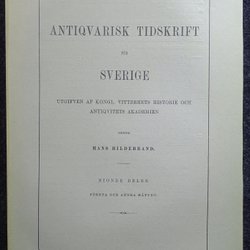 ANTIQVARISK TIDSKRIFT
FÖR
SVERIGE
UTGIFVEN AF KONGL. VITTERHETS HISTORIE OCH
ANTIQVITETS AKADEMIEN
GENOM
HANS HILDEBRAND.
NIONDE DELEN
FÖRSTA OCH ANDRA HÄFTET.